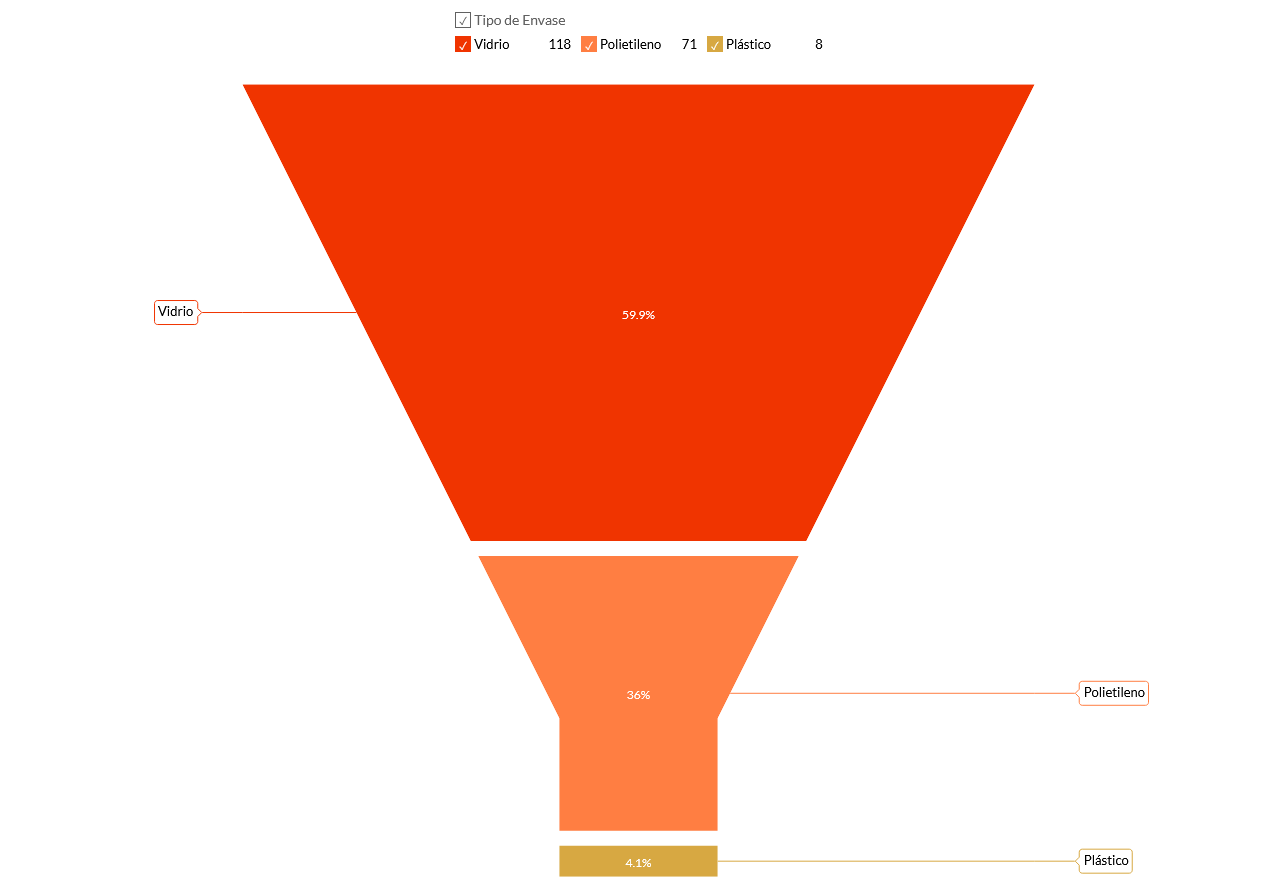 Tipo de Envase
Vidrio 118 Polietileno 71 Plástico 8
59.9%
Vidrio
36%
Polietileno
4.1%
Plástico